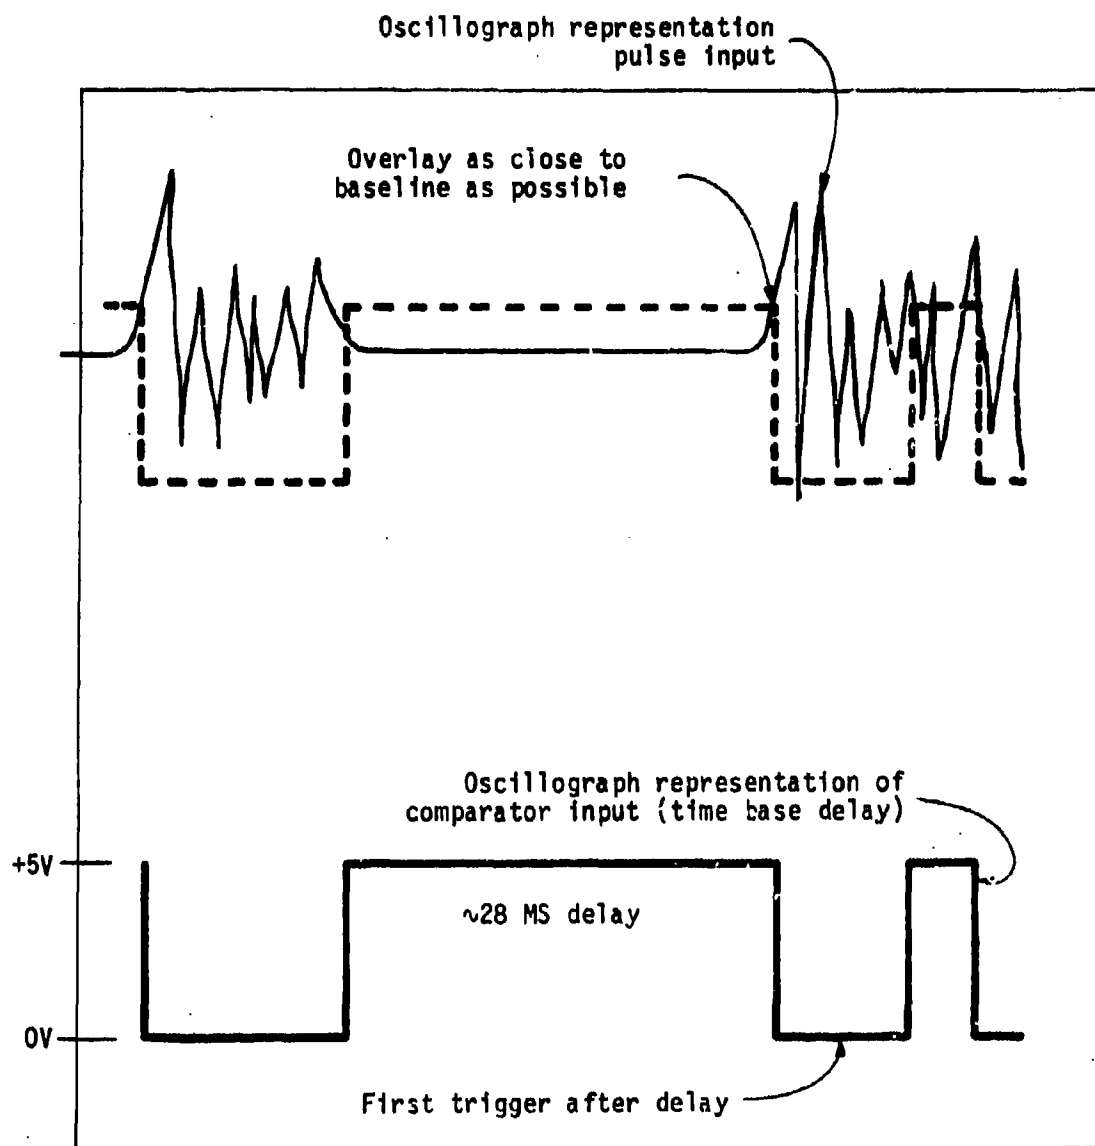 Oscillograph representation
pulse input
Overlay as close to
baseline as possible
Oscillograph representation of
comparator input (time base delay)
+5V
~28 MS delay
0V
First trigger after delay